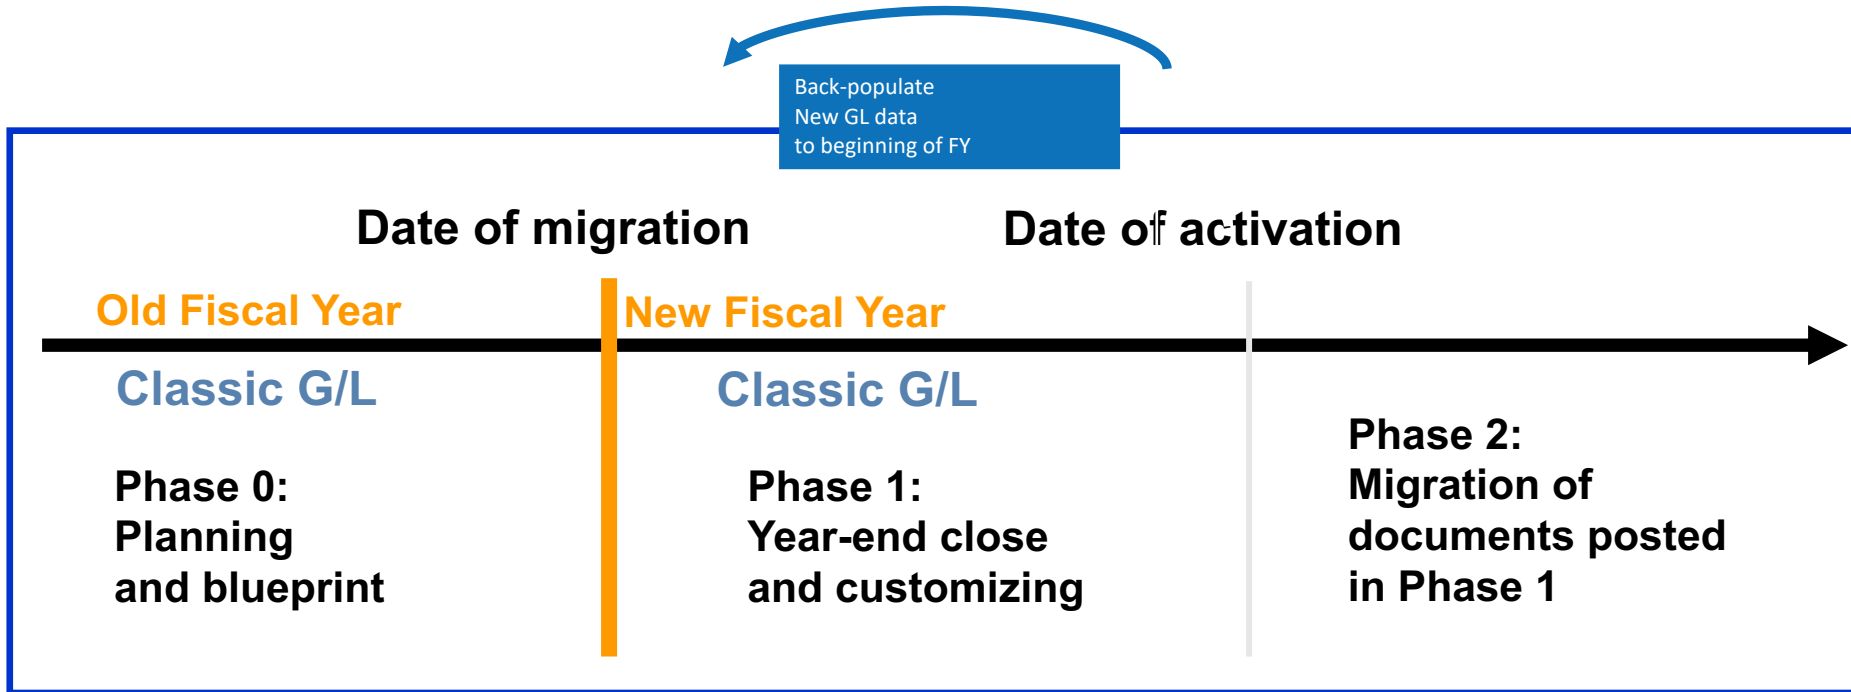 Back-populate
New GL data
to beginning of FY
Date of migration
Date of activation
Old Fiscal Year
New Fiscal Year
Classic G/L
Classic G/L
Phase 0:
Planning
and blueprint
Phase 1:
Year-end close
and customizing
Phase 2:
Migration of
documents posted
in Phase 1